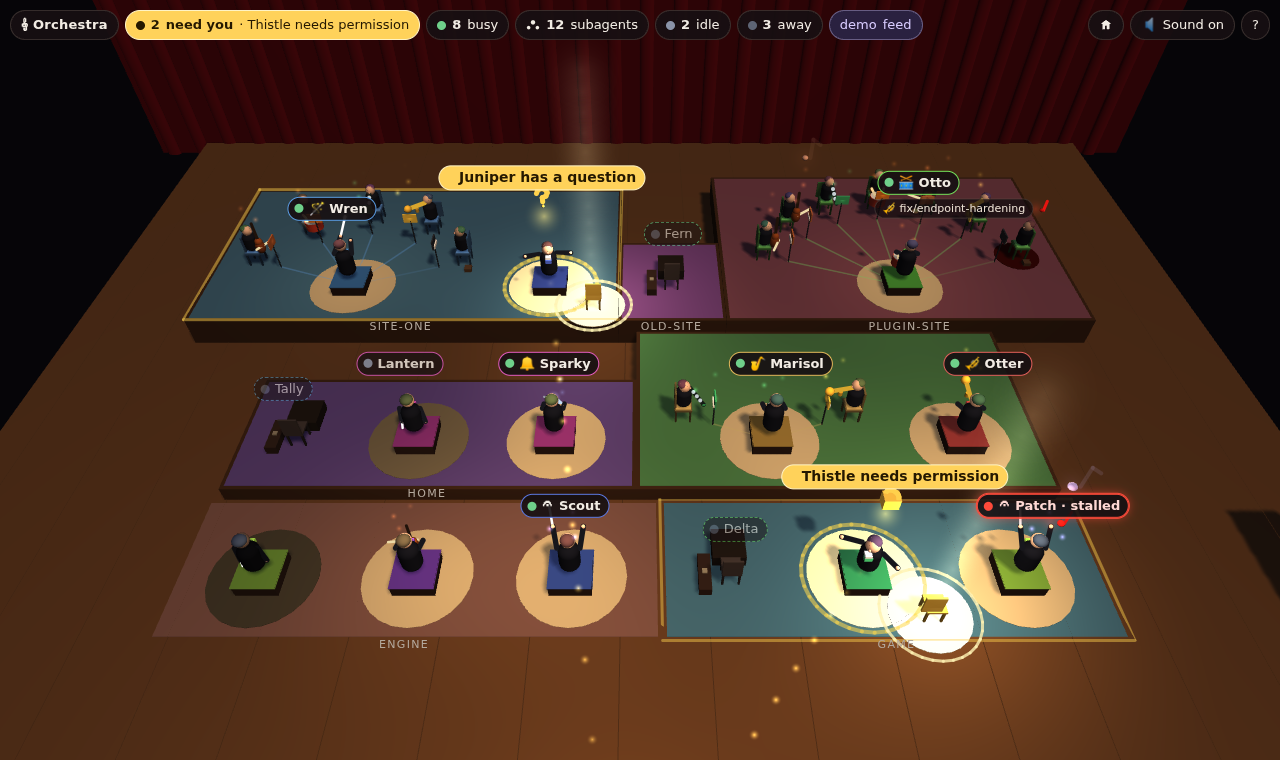 Orchestra
2 need you · Thistle needs permission
8 busy
12 subagents
2 idle
3 away
demo feed
Sound on
?
Juniper has a question
?
Otto
Wren
fix/endpoint-hardening
Fern
SITE-ONE
OLD-SITE
PLUGIN-SITE
Lantern
Sparky
Marisol
Otter
Tally
Thistle needs permission
HOME
Scout
Patch · stalled
Delta
ENGINE
GAME